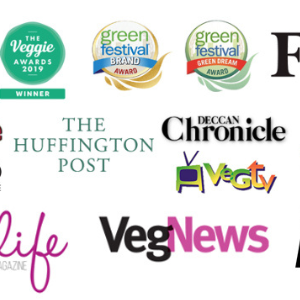 THE
Veggie
AWARDS
2019
WINNER
green
festival
BRAND
AWARD
green
festival
GREEN DREAM
AWARD
F
THE
HUFFINGTON
POST
DECCAN
Chronicle
e
E
VegTV
life
AGAZINE
VegNews